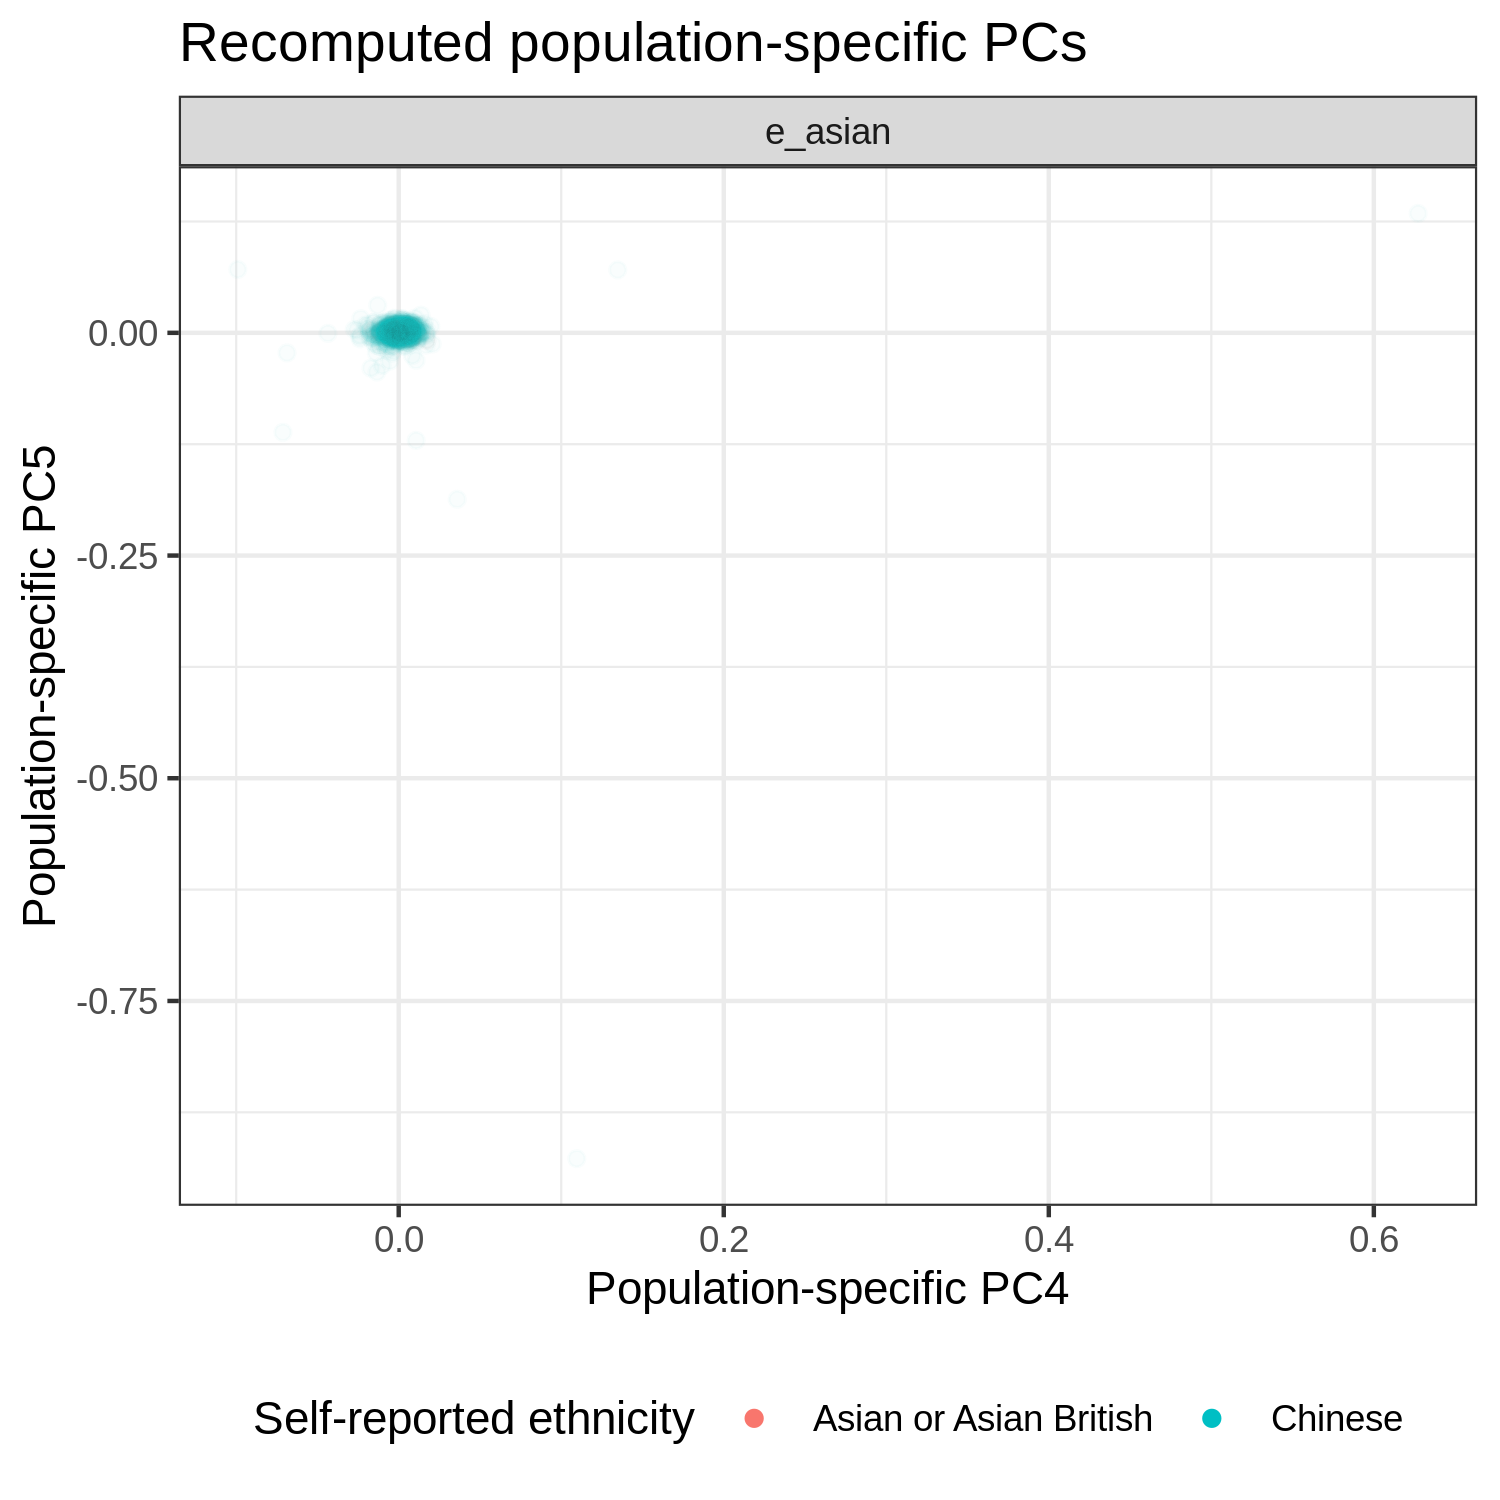 Recomputed population-specific PCs
e_asian
Population-specific PC5
0.00
-0.25
-0.50
-0.75
0.0 0.2 0.4 0.6
Population-specific PC4
Self-reported ethnicity Asian or Asian British Chinese